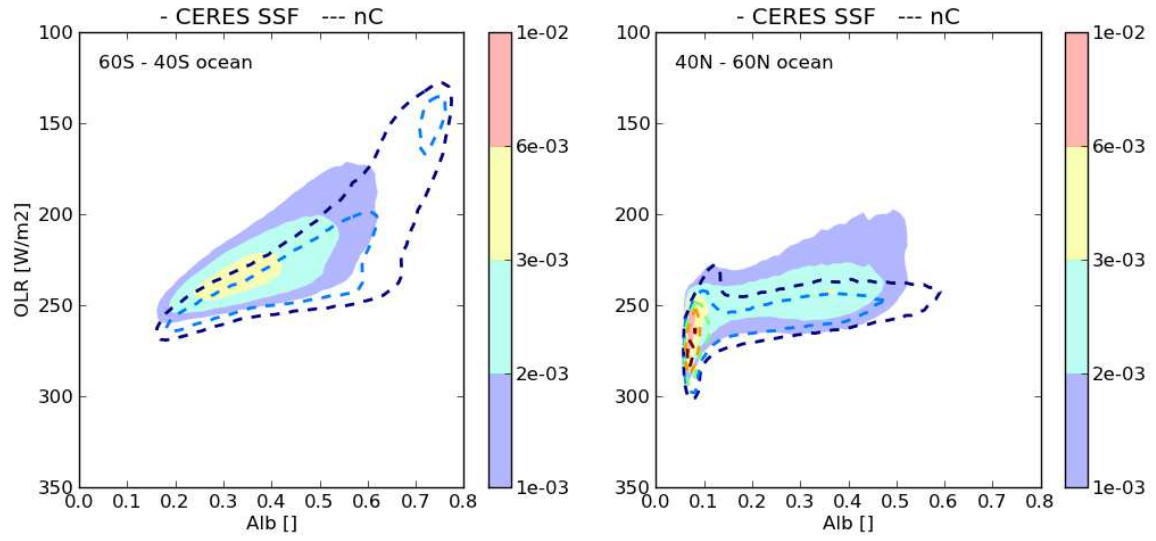 - CERES SSF   --- nC
60S - 40S ocean
100
150
200
250
300
350
OLR [W/m2]
0.0 0.1 0.2 0.3 0.4 0.5 0.6 0.7 0.8
Alb []
1e-02
6e-03
3e-03
2e-03
1e-03
- CERES SSF   --- nC
40N - 60N ocean
100
150
200
250
300
350
0.0 0.1 0.2 0.3 0.4 0.5 0.6 0.7 0.8
Alb []
1e-02
6e-03
3e-03
2e-03
1e-03